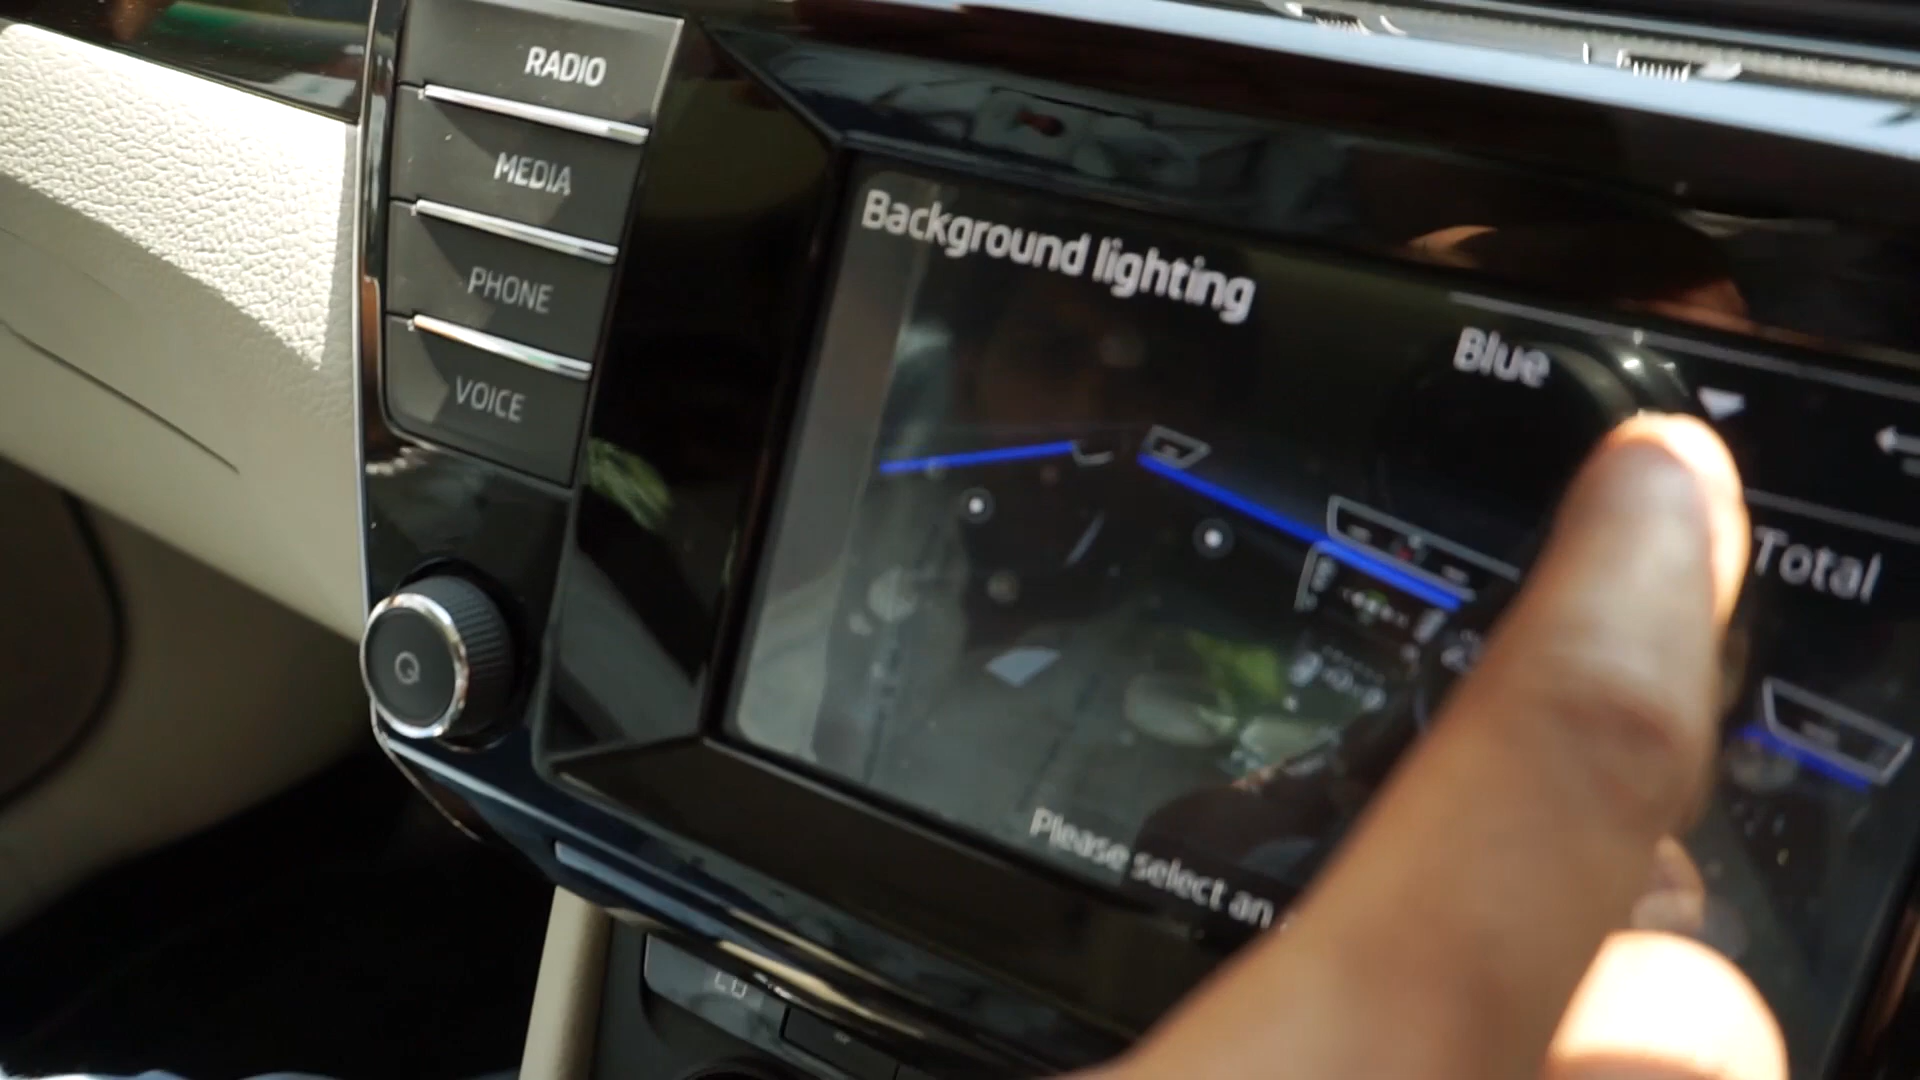 RADIO
MEDIA
PHONE
VOICE
Background lighting
Blue
Total
Please select an